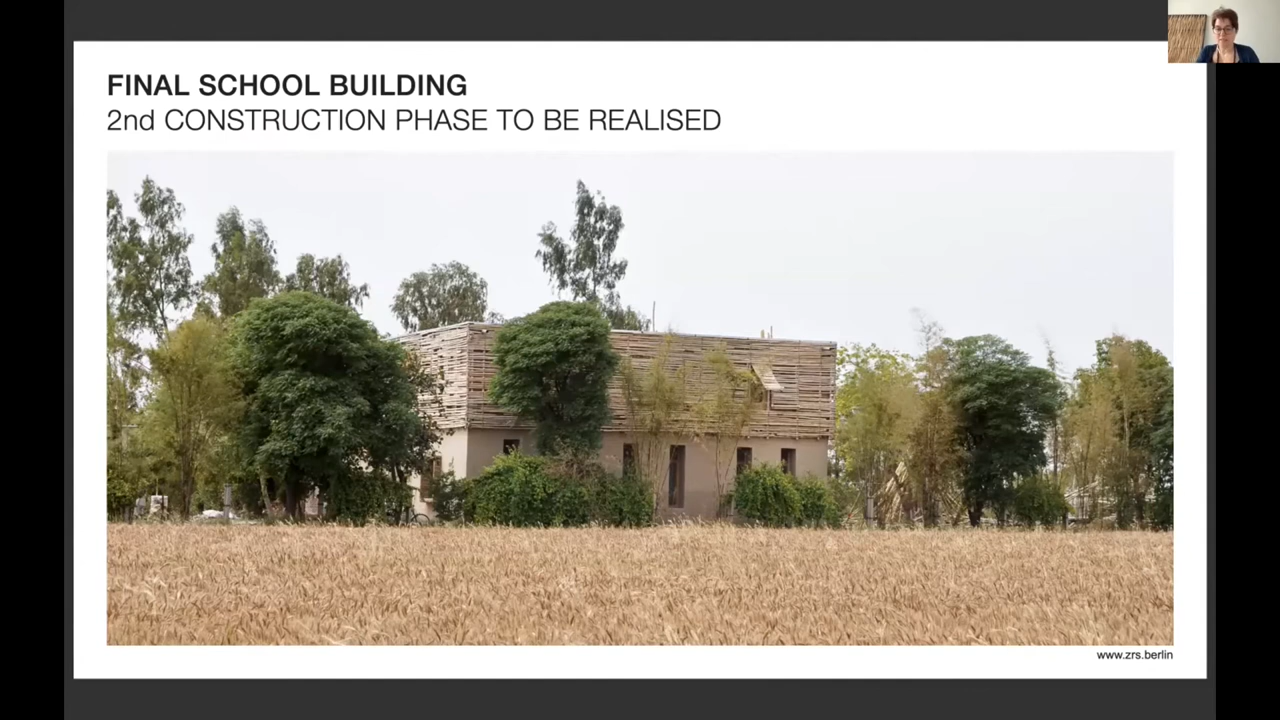 FINAL SCHOOL BUILDING
2nd CONSTRUCTION PHASE TO BE REALISED
www.zrs.berlin